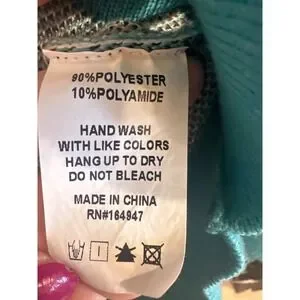 90%POLYESTER
10%POLYAMIDE
HAND WASH
WITH LIKE COLORS
HANG UP TO DRY
DO NOT BLEACH
MADE IN CHINA
RN#164947